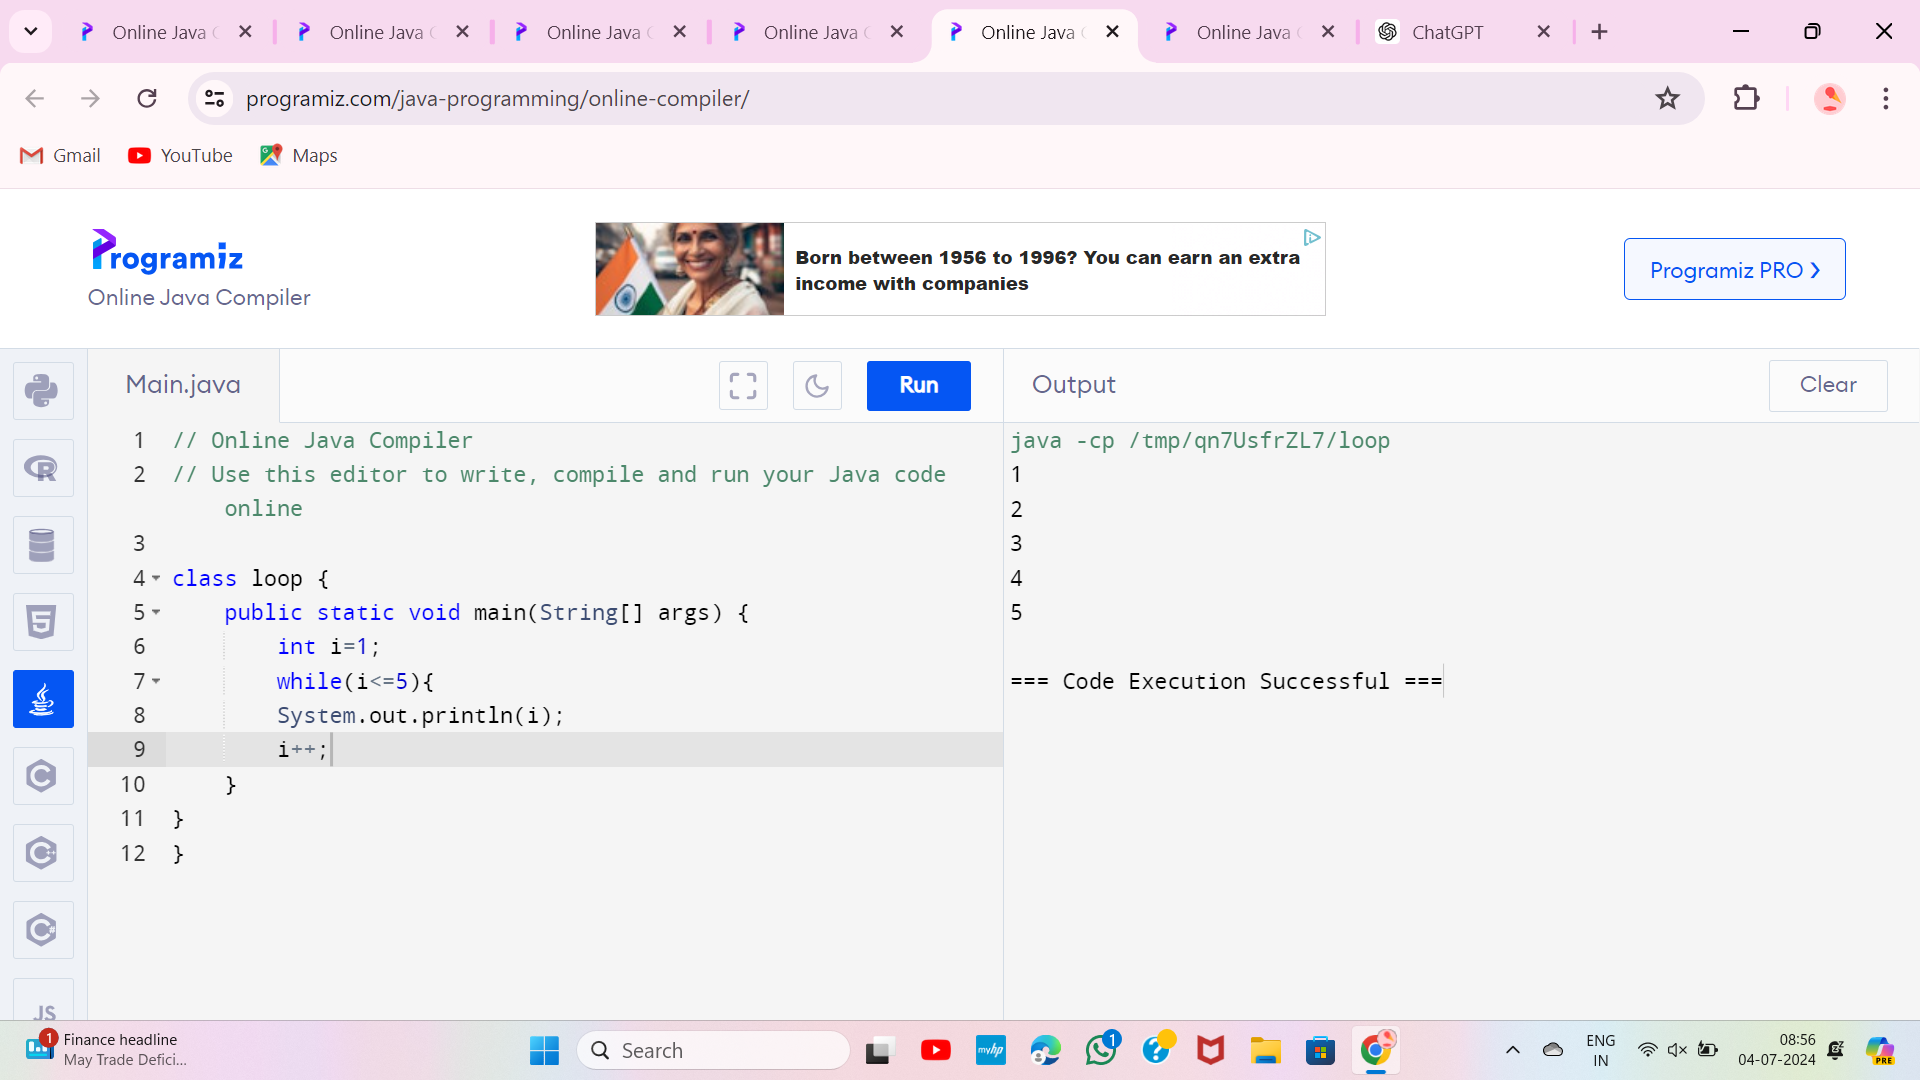 Online Java C
Online Java C
Online Java C
Online Java C
Online Java C
Online Java C
ChatGPT
programiz.com/java-programming/online-compiler/
Gmail
YouTube
Maps
Programiz
Online Java Compiler
Born between 1956 to 1996? You can earn an extra
income with companies
Programiz PRO
Main.java
Run
Output
Clear
1 // Online Java Compiler
2 // Use this editor to write, compile and run your Java code
online
3
4 class loop {
5 public static void main(String[] args) {
6 int i=1;
7 while(i<=5){
8 System.out.println(i);
9 i++;
10 }
11 }
12 }
java -cp /tmp/qn7UsfrZL7/loop
1
2
3
4
5
=== Code Execution Successful ===
R
5
C
C++
C#
JS
1
Finance headline
May Trade Defici...
Search
myhp
1
?
ENG
IN
08:56
04-07-2024
PRE